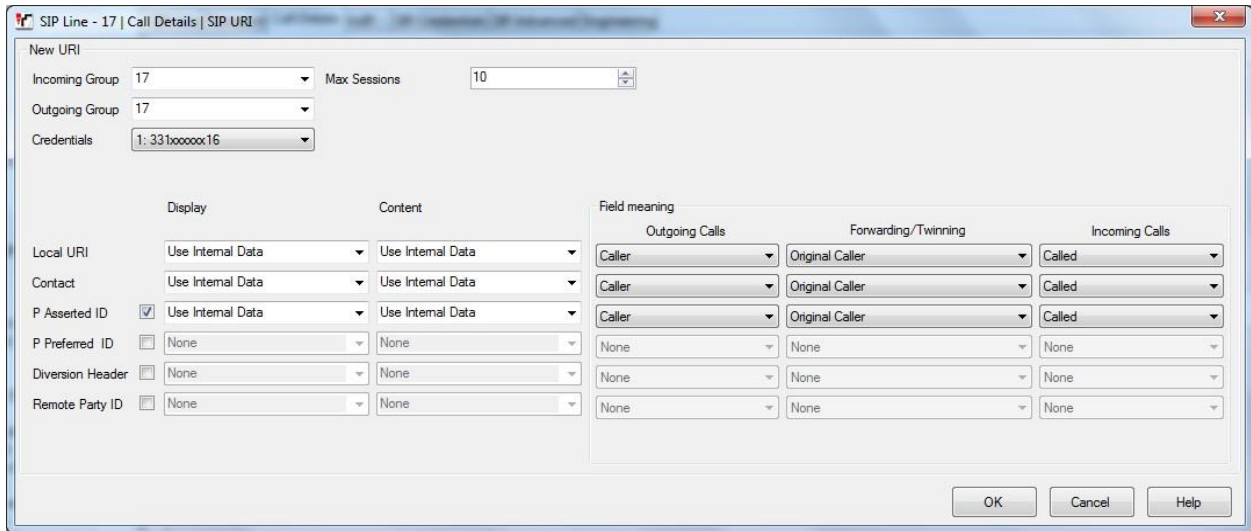 SIP Line - 17 | Call Details | SIP URI
New URI
Incoming Group 17 Max Sessions 10
Outgoing Group 17
Credentials 1: 331xxxxxx16
Display Content Field meaning
Outgoing Calls Forwarding/Twinning Incoming Calls
Local URI Use Internal Data Use Internal Data Caller Original Caller Called
Contact Use Internal Data Use Internal Data Caller Original Caller Called
P Asserted ID Use Internal Data Use Internal Data Caller Original Caller Called
P Preferred ID None None None None None
Diversion Header None None None None None
Remote Party ID None None None None None
OK Cancel Help